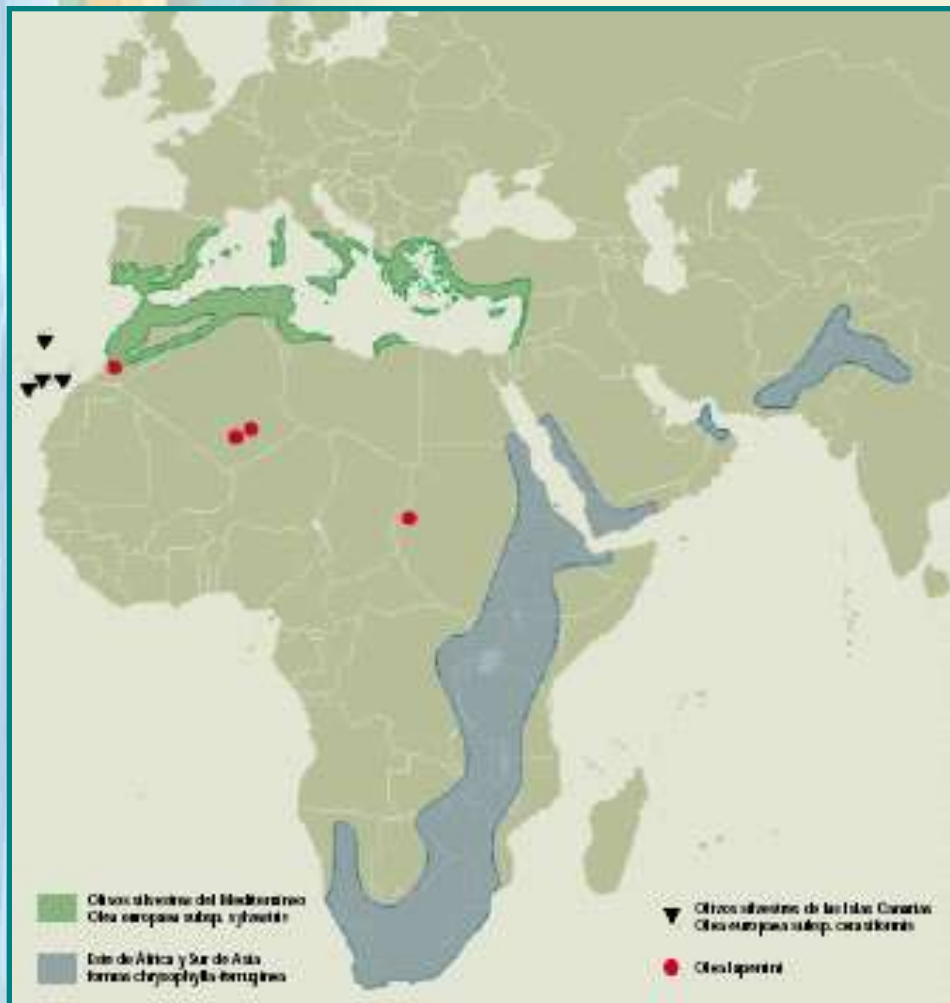 Olivos silvestres del Mediterráneo
Olea europaea subsp. sylvestris
Este de África y Sur de Asia
formas chrysophylla-ferruginea
Olivos silvestres de las Islas Canarias
Olea europaea subsp. cerasiformis
Olea laperrini